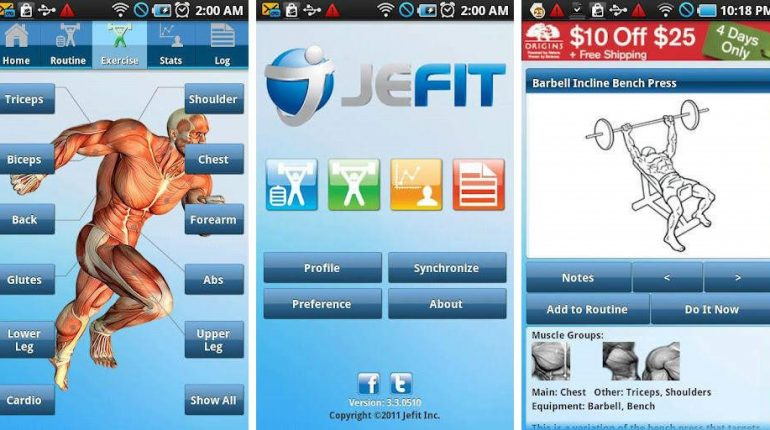 2:00 AM
Home Routine Exercise Stats Log
Triceps
Shoulder
Biceps
Chest
Back
Forearm
Glutes
Abs
Lower Leg
Upper Leg
Cardio
Show All
2:00 AM
JEFIT
Profile
Synchronize
Preference
About
Version: 3.3.0510
Copyright ©2011 Jefit Inc.
33
10:18 PM
ORIGINS
$10 Off $25
+ Free Shipping
4 Days
Only
Barbell Incline Bench Press
Notes < >
Add to Routine Do It Now
Muscle Groups:
Main: Chest Other: Triceps, Shoulders
Equipment: Barbell, Bench
This is a variation of the bench press that targets